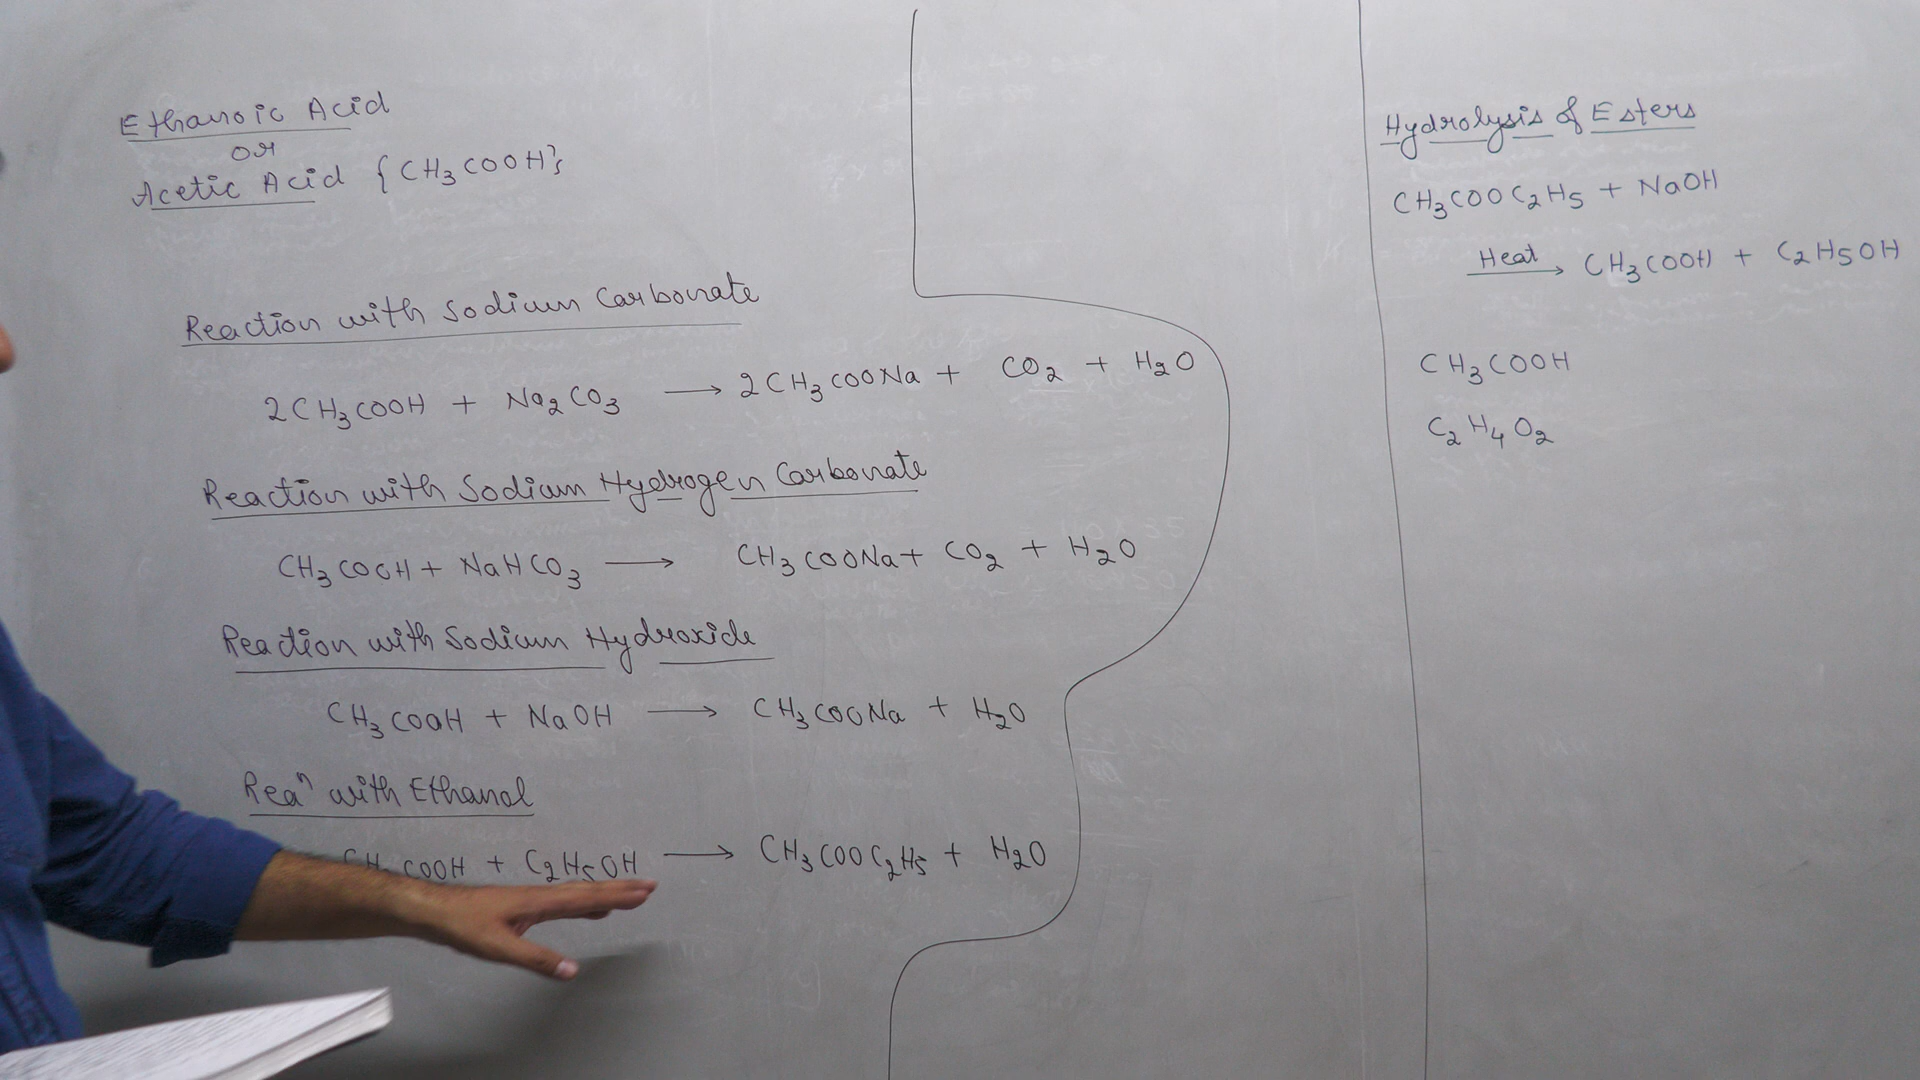 Ethanoic Acid
or
Acetic Acid {CH3COOH}
Reaction with Sodium Carbonate
2CH3COOH + Na2CO3 → 2CH3COONa + CO2 + H2O
Reaction with Sodium Hydrogen Carbonate
CH3COOH + NaHCO3 → CH3COONa + CO2 + H2O
Reaction with Sodium Hydroxide
CH3COOH + NaOH → CH3COONa + H2O
Rean with Ethanol
CH3COOH + C2H5OH → CH3COOC2H5 + H2O
Hydrolysis of Esters
CH3COOC2H5 + NaOH
Heat → CH3COOH + C2H5OH
CH3COOH
C2H4O2